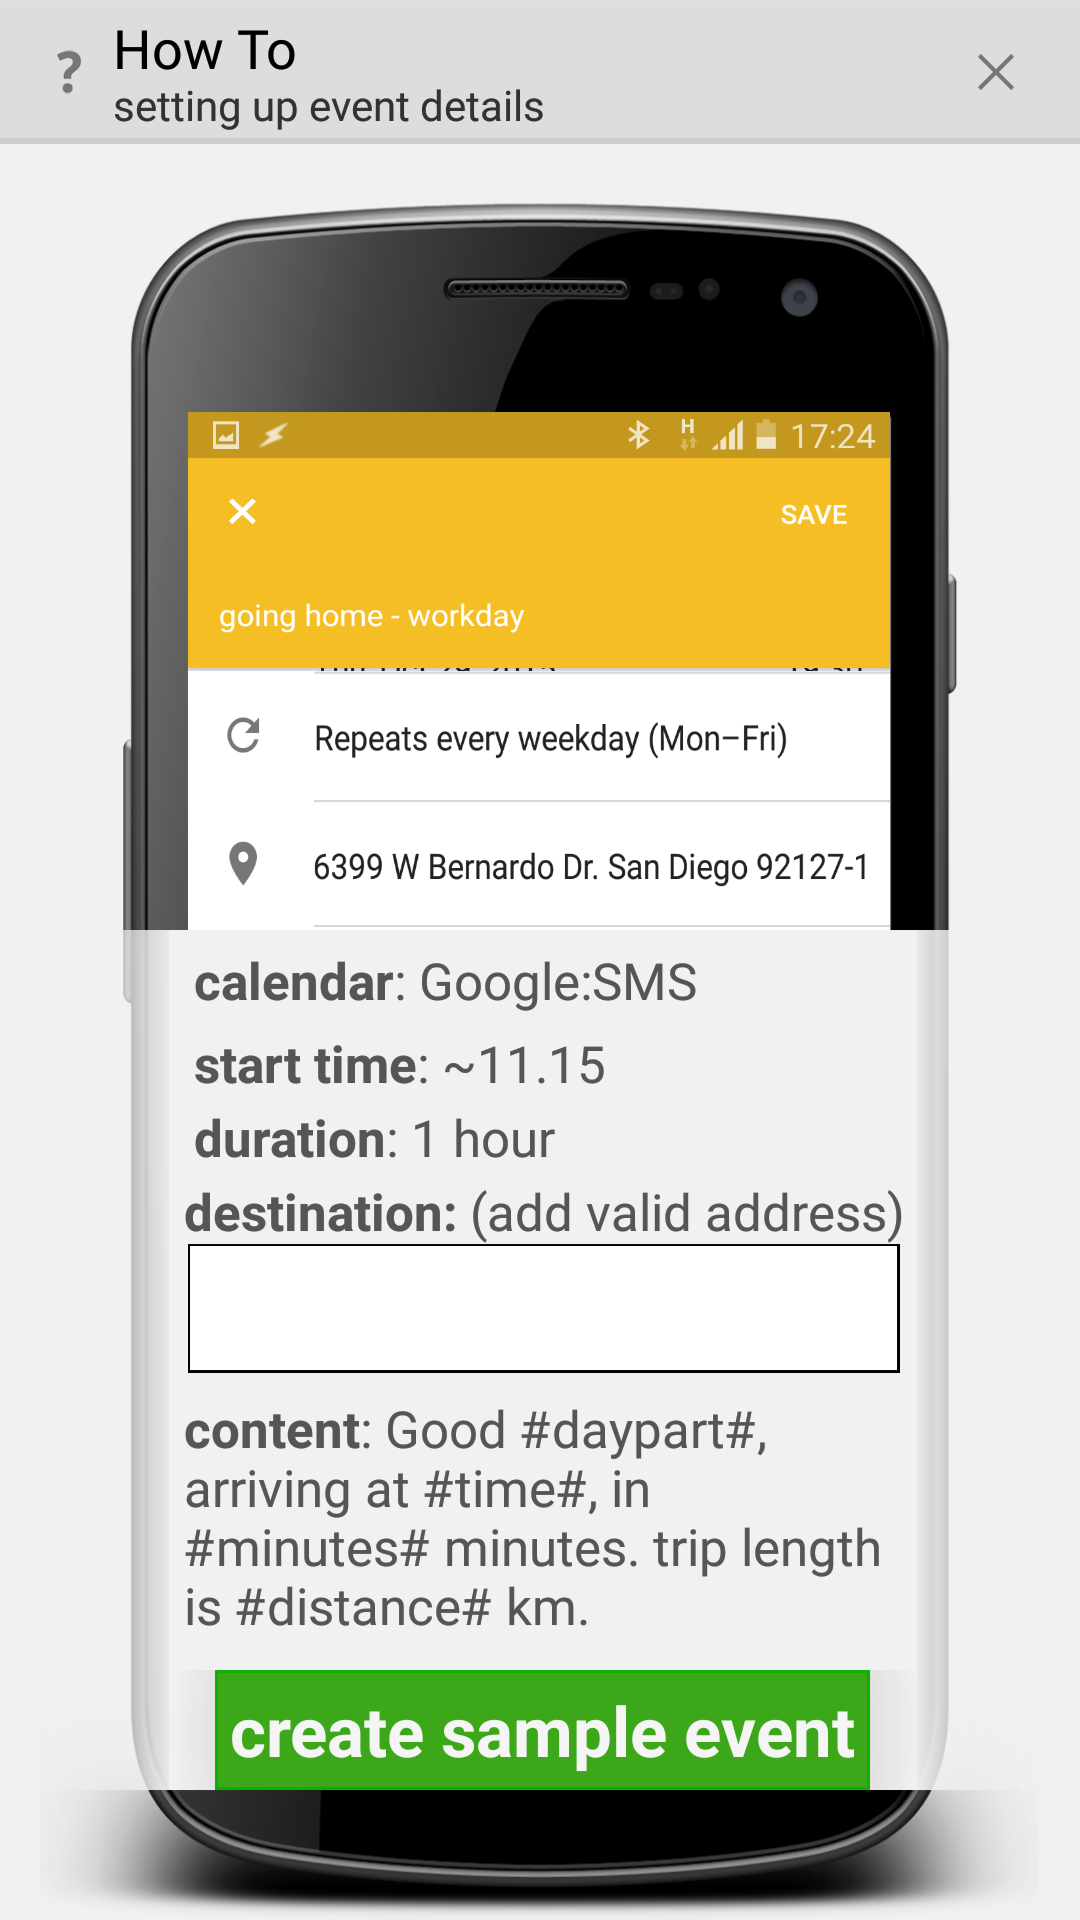 ?
How To
setting up event details
H
17:24
SAVE
going home - workday
Repeats every weekday (Mon–Fri)
6399 W Bernardo Dr. San Diego 92127-1
calendar: Google:SMS
start time: ~11.15
duration: 1 hour
destination: (add valid address)
content: Good #daypart#,
arriving at #time#, in
#minutes# minutes. trip length
is #distance# km.
create sample event